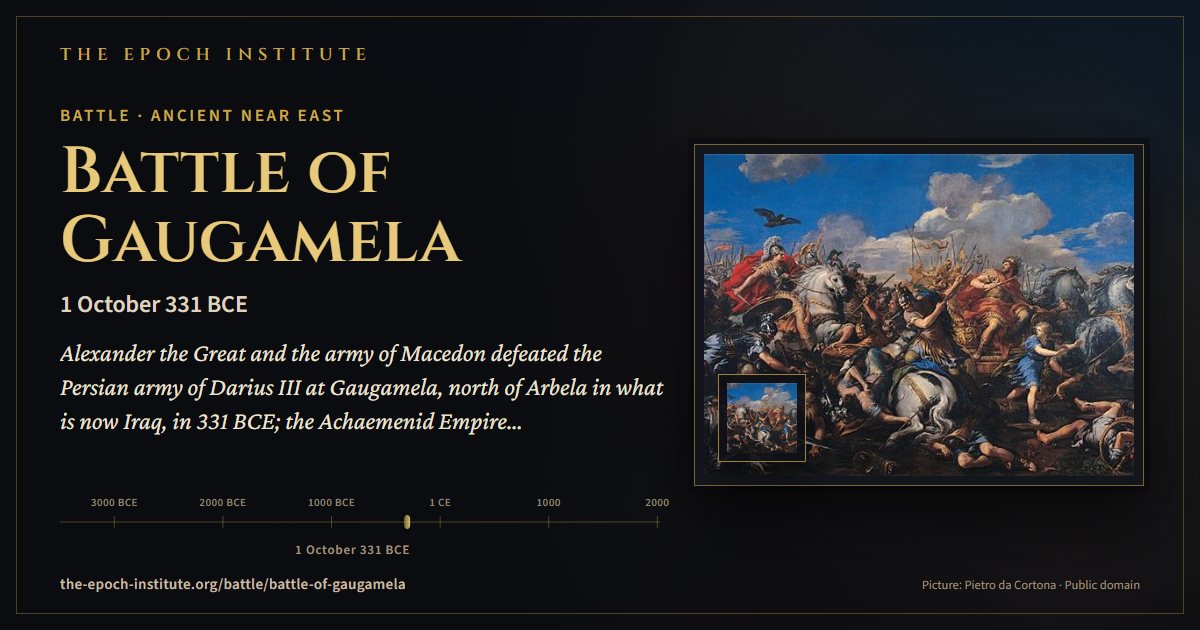 THE EPOCH INSTITUTE
BATTLE · ANCIENT NEAR EAST
BATTLE OF
GAUGAMELA
1 October 331 BCE
Alexander the Great and the army of Macedon defeated the
Persian army of Darius III at Gaugamela, north of Arbela in what
is now Iraq, in 331 BCE; the Achaemenid Empire...
3000 BCE 2000 BCE 1000 BCE 1 CE 1000 2000
1 October 331 BCE
the-epoch-institute.org/battle/battle-of-gaugamela
Picture: Pietro da Cortona · Public domain